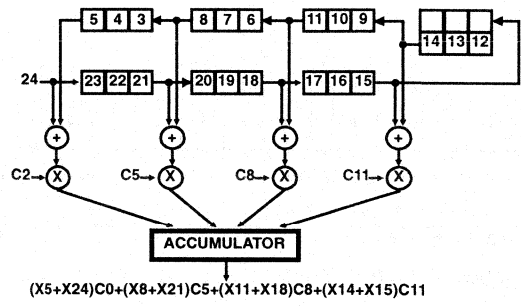 5 4 3 8 7 6 11 10 9
14 13 12
24 23 22 21 20 19 18 17 16 15
+ + + +
C2 X C5 X C8 X C11 X
ACCUMULATOR
(X5+X24)C0+(X8+X21)C5+(X11+X18)C8+(X14+X15)C11